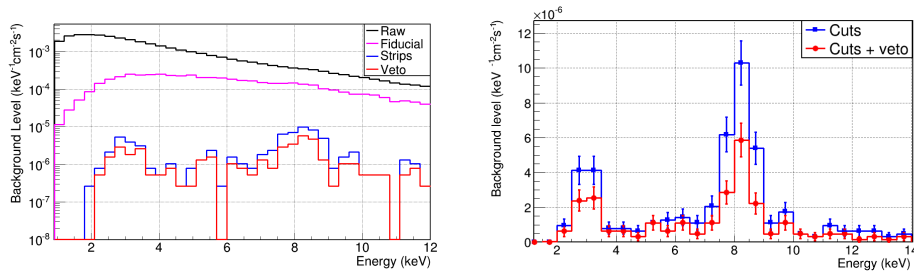 Background Level (keV⁻¹cm⁻²s⁻¹)
10⁻³
10⁻⁴
10⁻⁵
10⁻⁶
10⁻⁷
10⁻⁸
Raw
Fiducial
Strips
Veto
2 4 6 8 10 12
Energy (keV)
×10⁻⁶
Background level (keV⁻¹cm⁻²s⁻¹)
12
10
8
6
4
2
0
Cuts
Cuts + veto
2 4 6 8 10 12 14
Energy (keV)